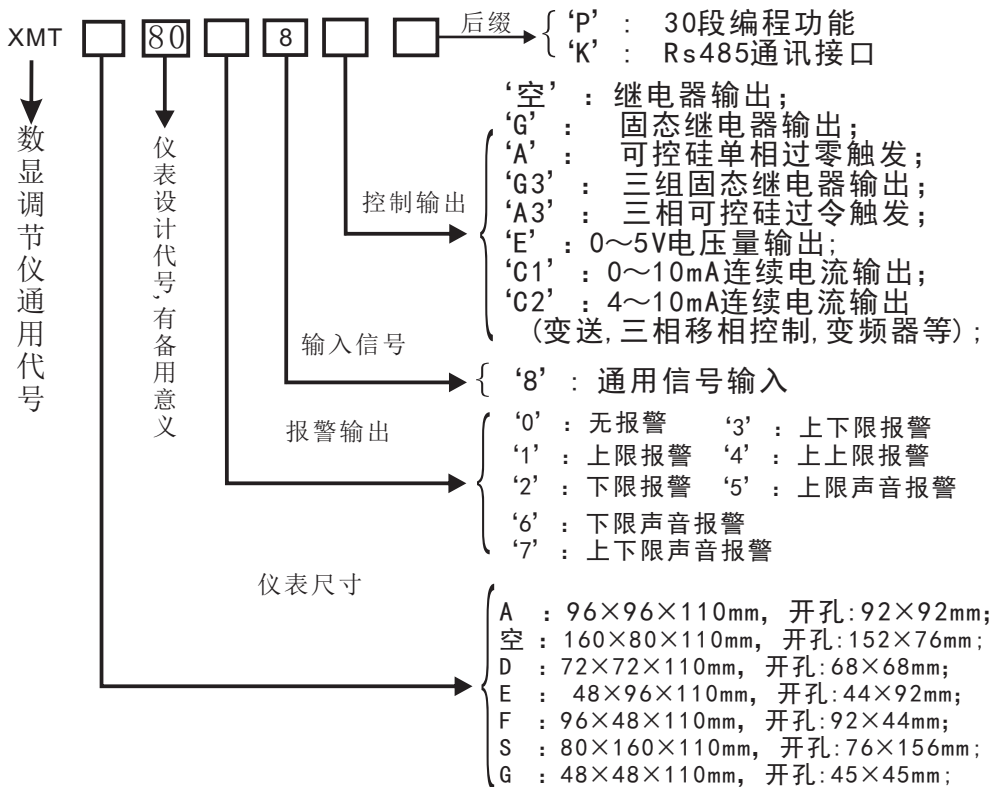 XMT 80 8 后缀 ‘P’ : 30段编程功能
‘K’ : Rs485通讯接口
数显调节仪通用代号
仪表设计代号,有备用意义
控制输出
‘空’：继电器输出；
‘G’： 固态继电器输出；
‘A’： 可控硅单相过零触发；
‘G3’： 三组固态继电器输出；
‘A3’： 三相可控硅过令触发；
‘E’：0～5V电压量输出;
‘C1’：0～10mA连续电流输出；
‘C2’：4～10mA连续电流输出
(变送,三相移相控制,变频器等);
输入信号
‘8’：通用信号输入
报警输出
‘0’：无报警 ‘3’：上下限报警
‘1’：上限报警 ‘4’：上上限报警
‘2’：下限报警 ‘5’：上限声音报警
‘6’：下限声音报警
‘7’：上下限声音报警
仪表尺寸
A ：96×96×110mm，开孔:92×92mm；
空：160×80×110mm，开孔:152×76mm;
D ：72×72×110mm，开孔:68×68mm；
E ： 48×96×110mm，开孔:44×92mm；
F ：96×48×110mm，开孔:92×44mm；
S ：80×160×110mm，开孔:76×156mm;
G ：48×48×110mm，开孔:45×45mm;